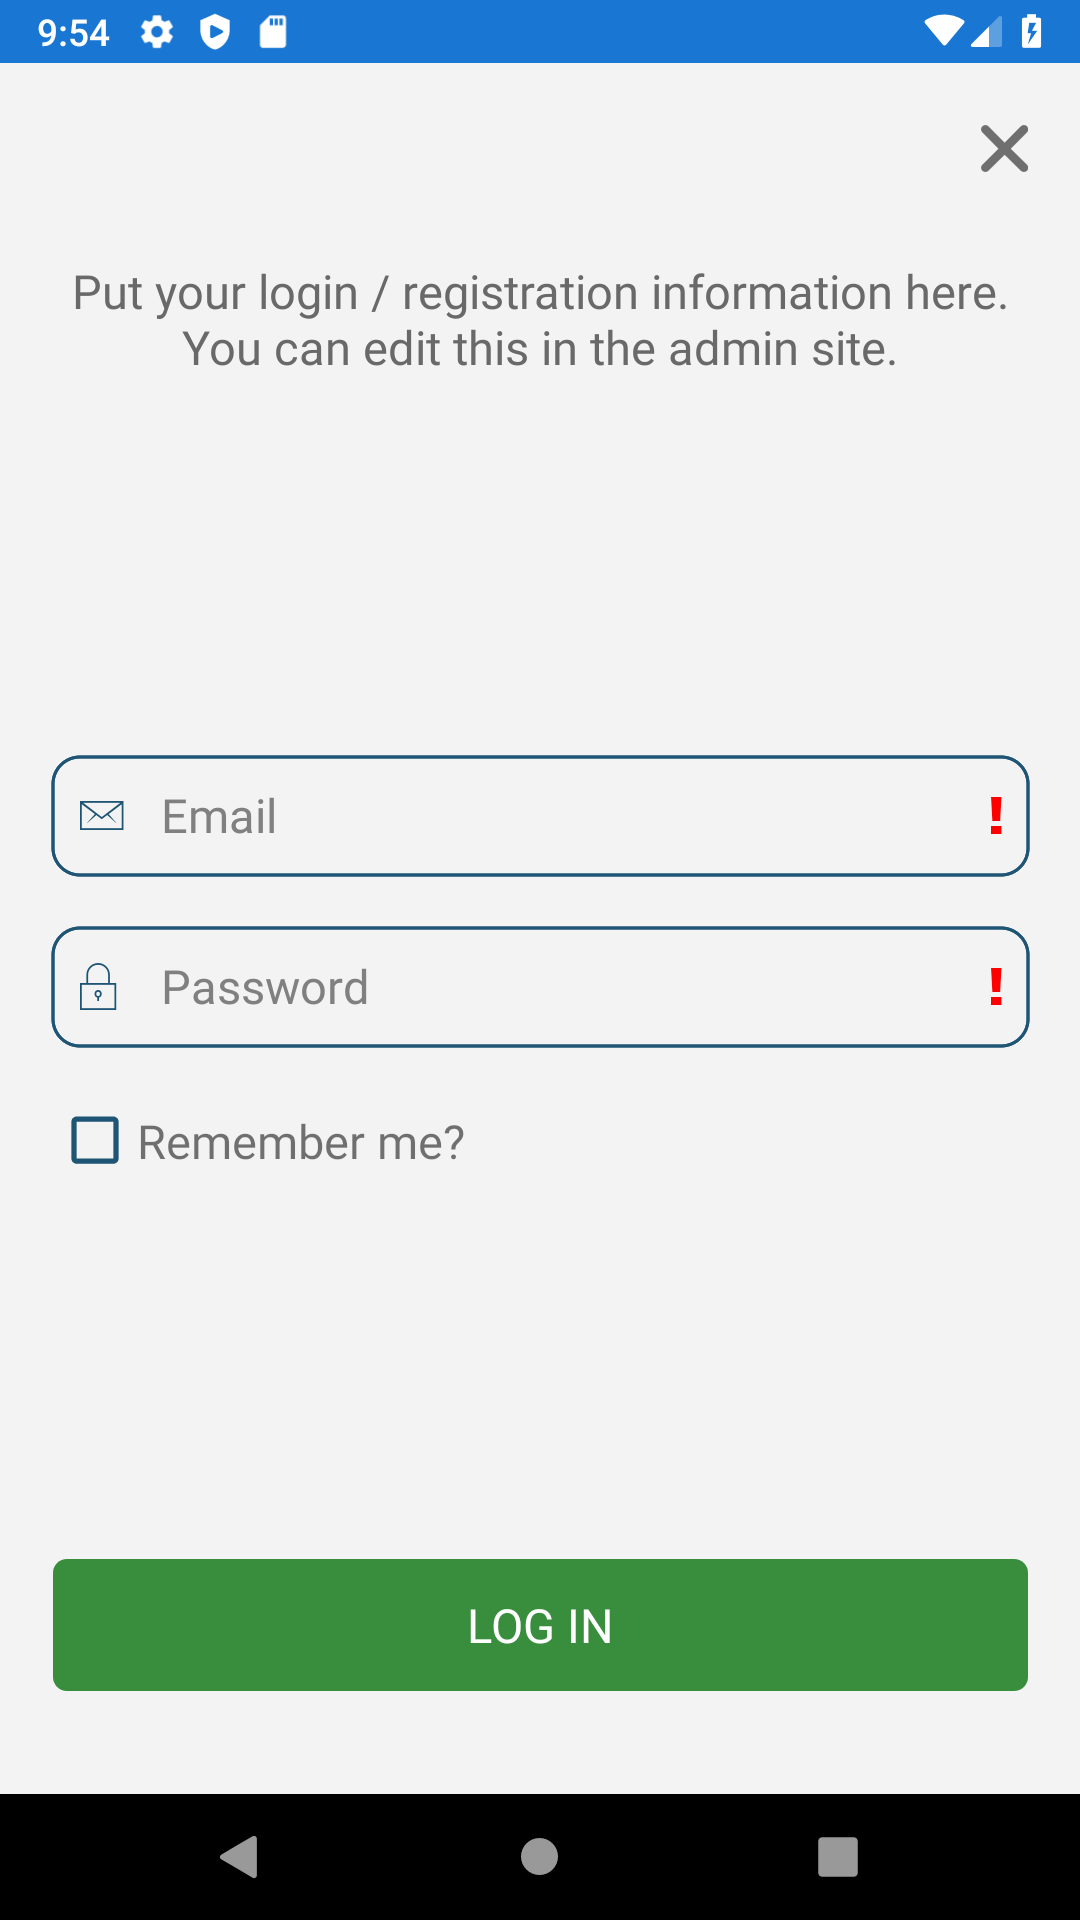 9:54
Put your login / registration information here.
You can edit this in the admin site.
Email !
Password !
Remember me?
LOG IN